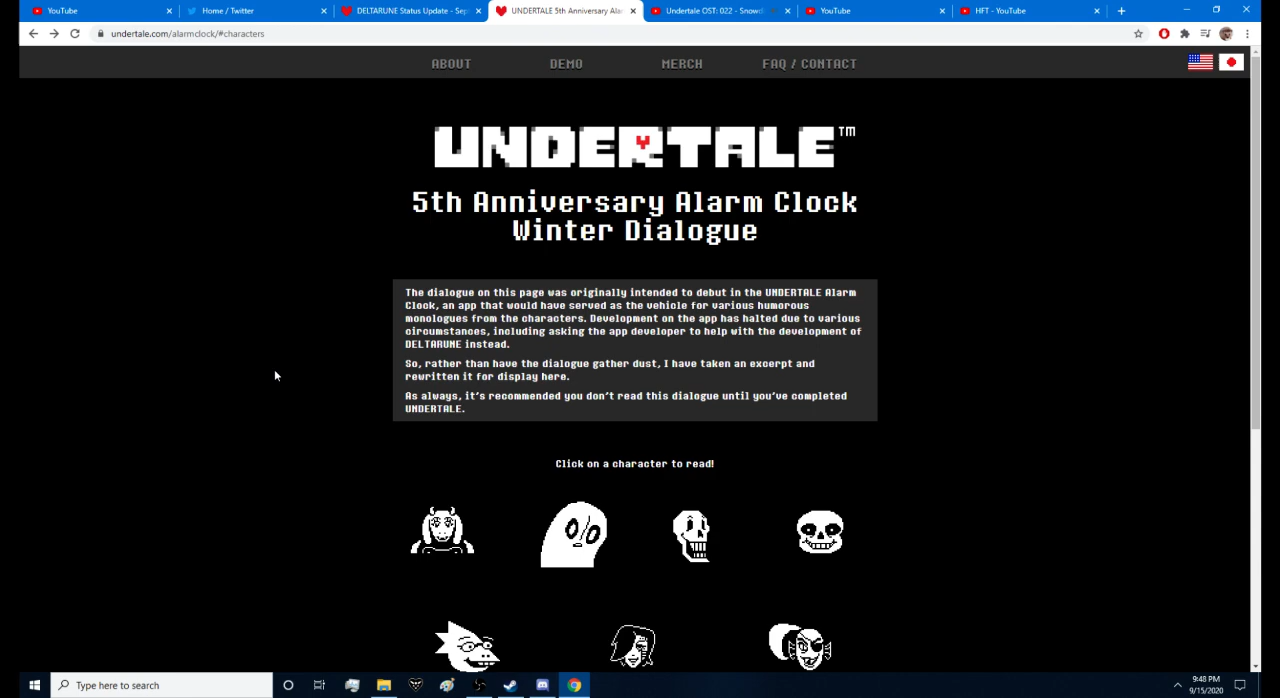 YouTube
Home / Twitter
DELTARUNE Status Update - Sep
UNDERTALE 5th Anniversary Ala
Undertale OST: 022 - Snowd
YouTube
HFT - YouTube
undertale.com/alarmclock/#characters
ABOUT DEMO MERCH FAQ / CONTACT
UNDERTALE™
5th Anniversary Alarm Clock
Winter Dialogue
The dialogue on this page was originally intended to debut in the UNDERTALE Alarm
Clock, an app that would have served as the vehicle for various humorous
monologues from the characters. Development on the app has halted due to various
circumstances, including asking the app developer to help with the development of
DELTARUNE instead.
So, rather than have the dialogue gather dust, I have taken an excerpt and
rewritten it for display here.
As always, it's recommended you don't read this dialogue until you've completed
UNDERTALE.
Click on a character to read!
Type here to search
9:48 PM
9/15/2020